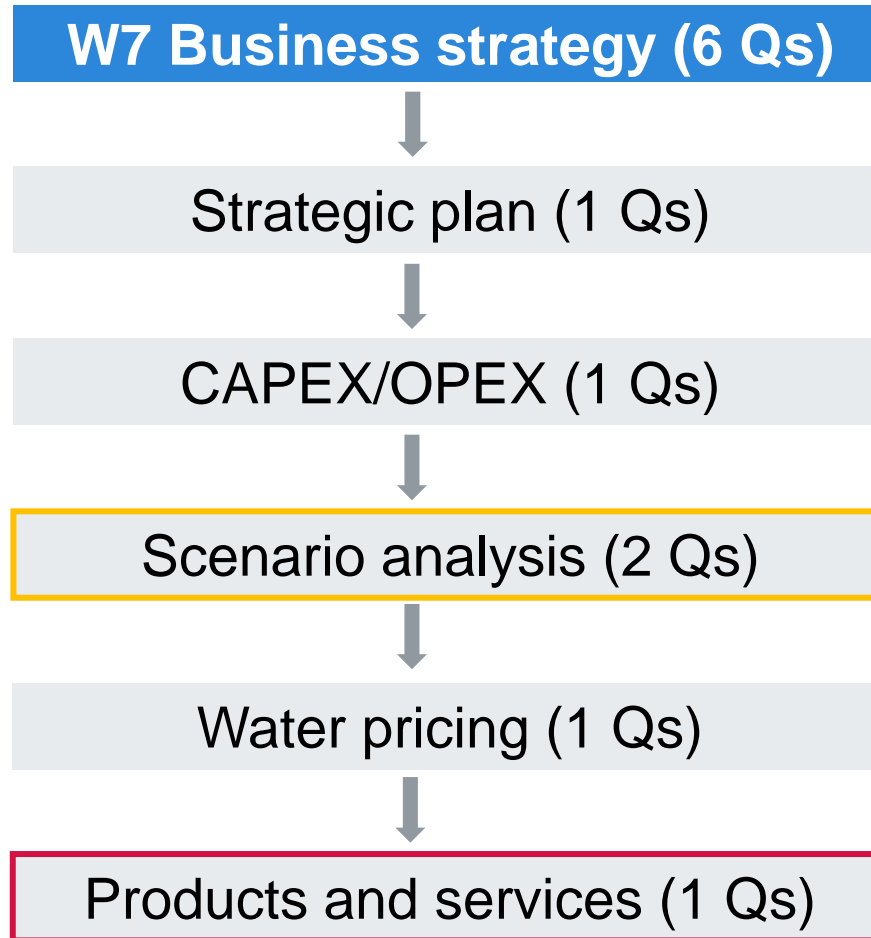 W7 Business strategy (6 Qs)
Strategic plan (1 Qs)
CAPEX/OPEX (1 Qs)
Scenario analysis (2 Qs)
Water pricing (1 Qs)
Products and services (1 Qs)